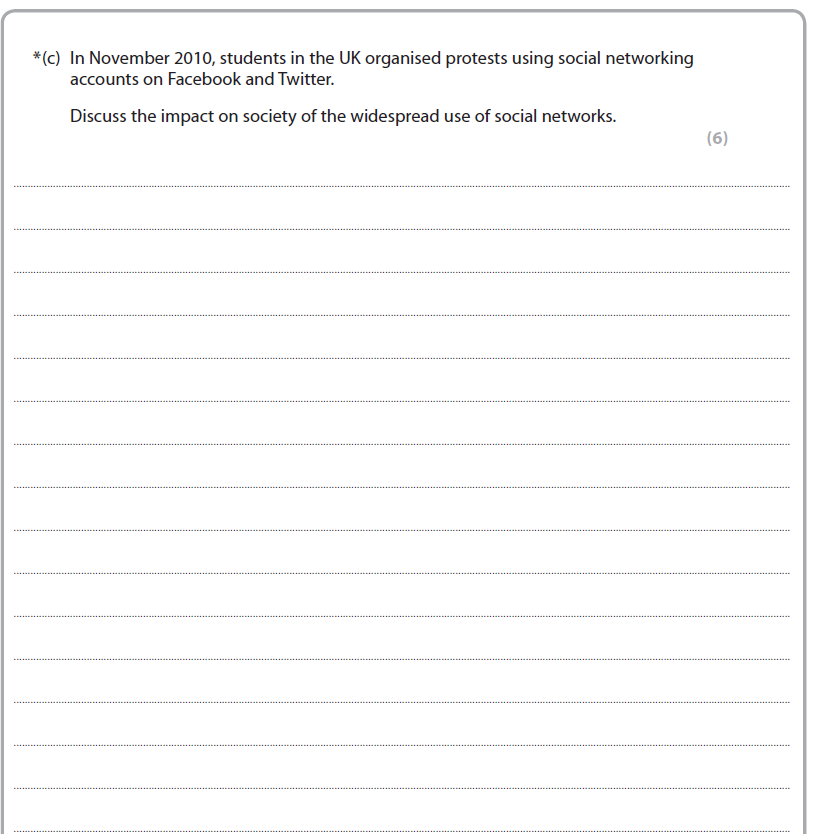 *(c) In November 2010, students in the UK organised protests using social networking
accounts on Facebook and Twitter.
Discuss the impact on society of the widespread use of social networks.
(6)